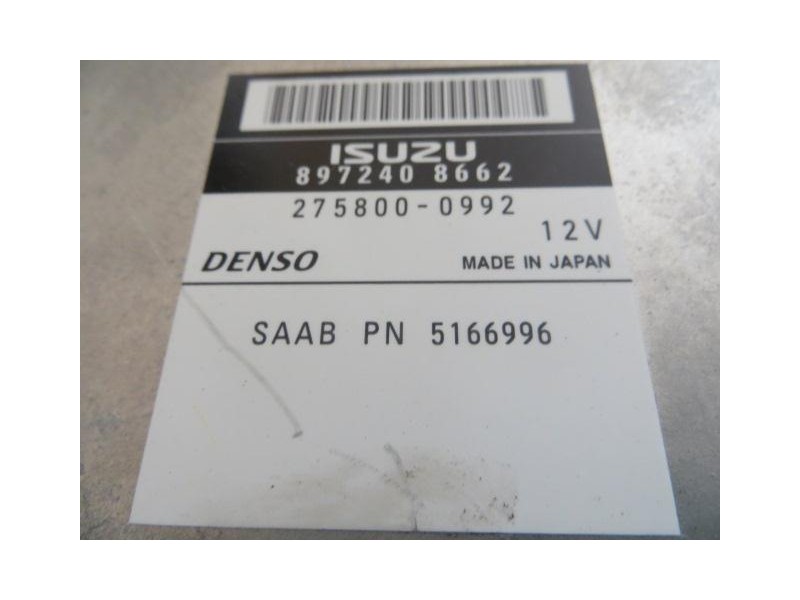 ISUZU
897240 8662
275800-0992
12V
DENSO MADE IN JAPAN
SAAB PN 5166996